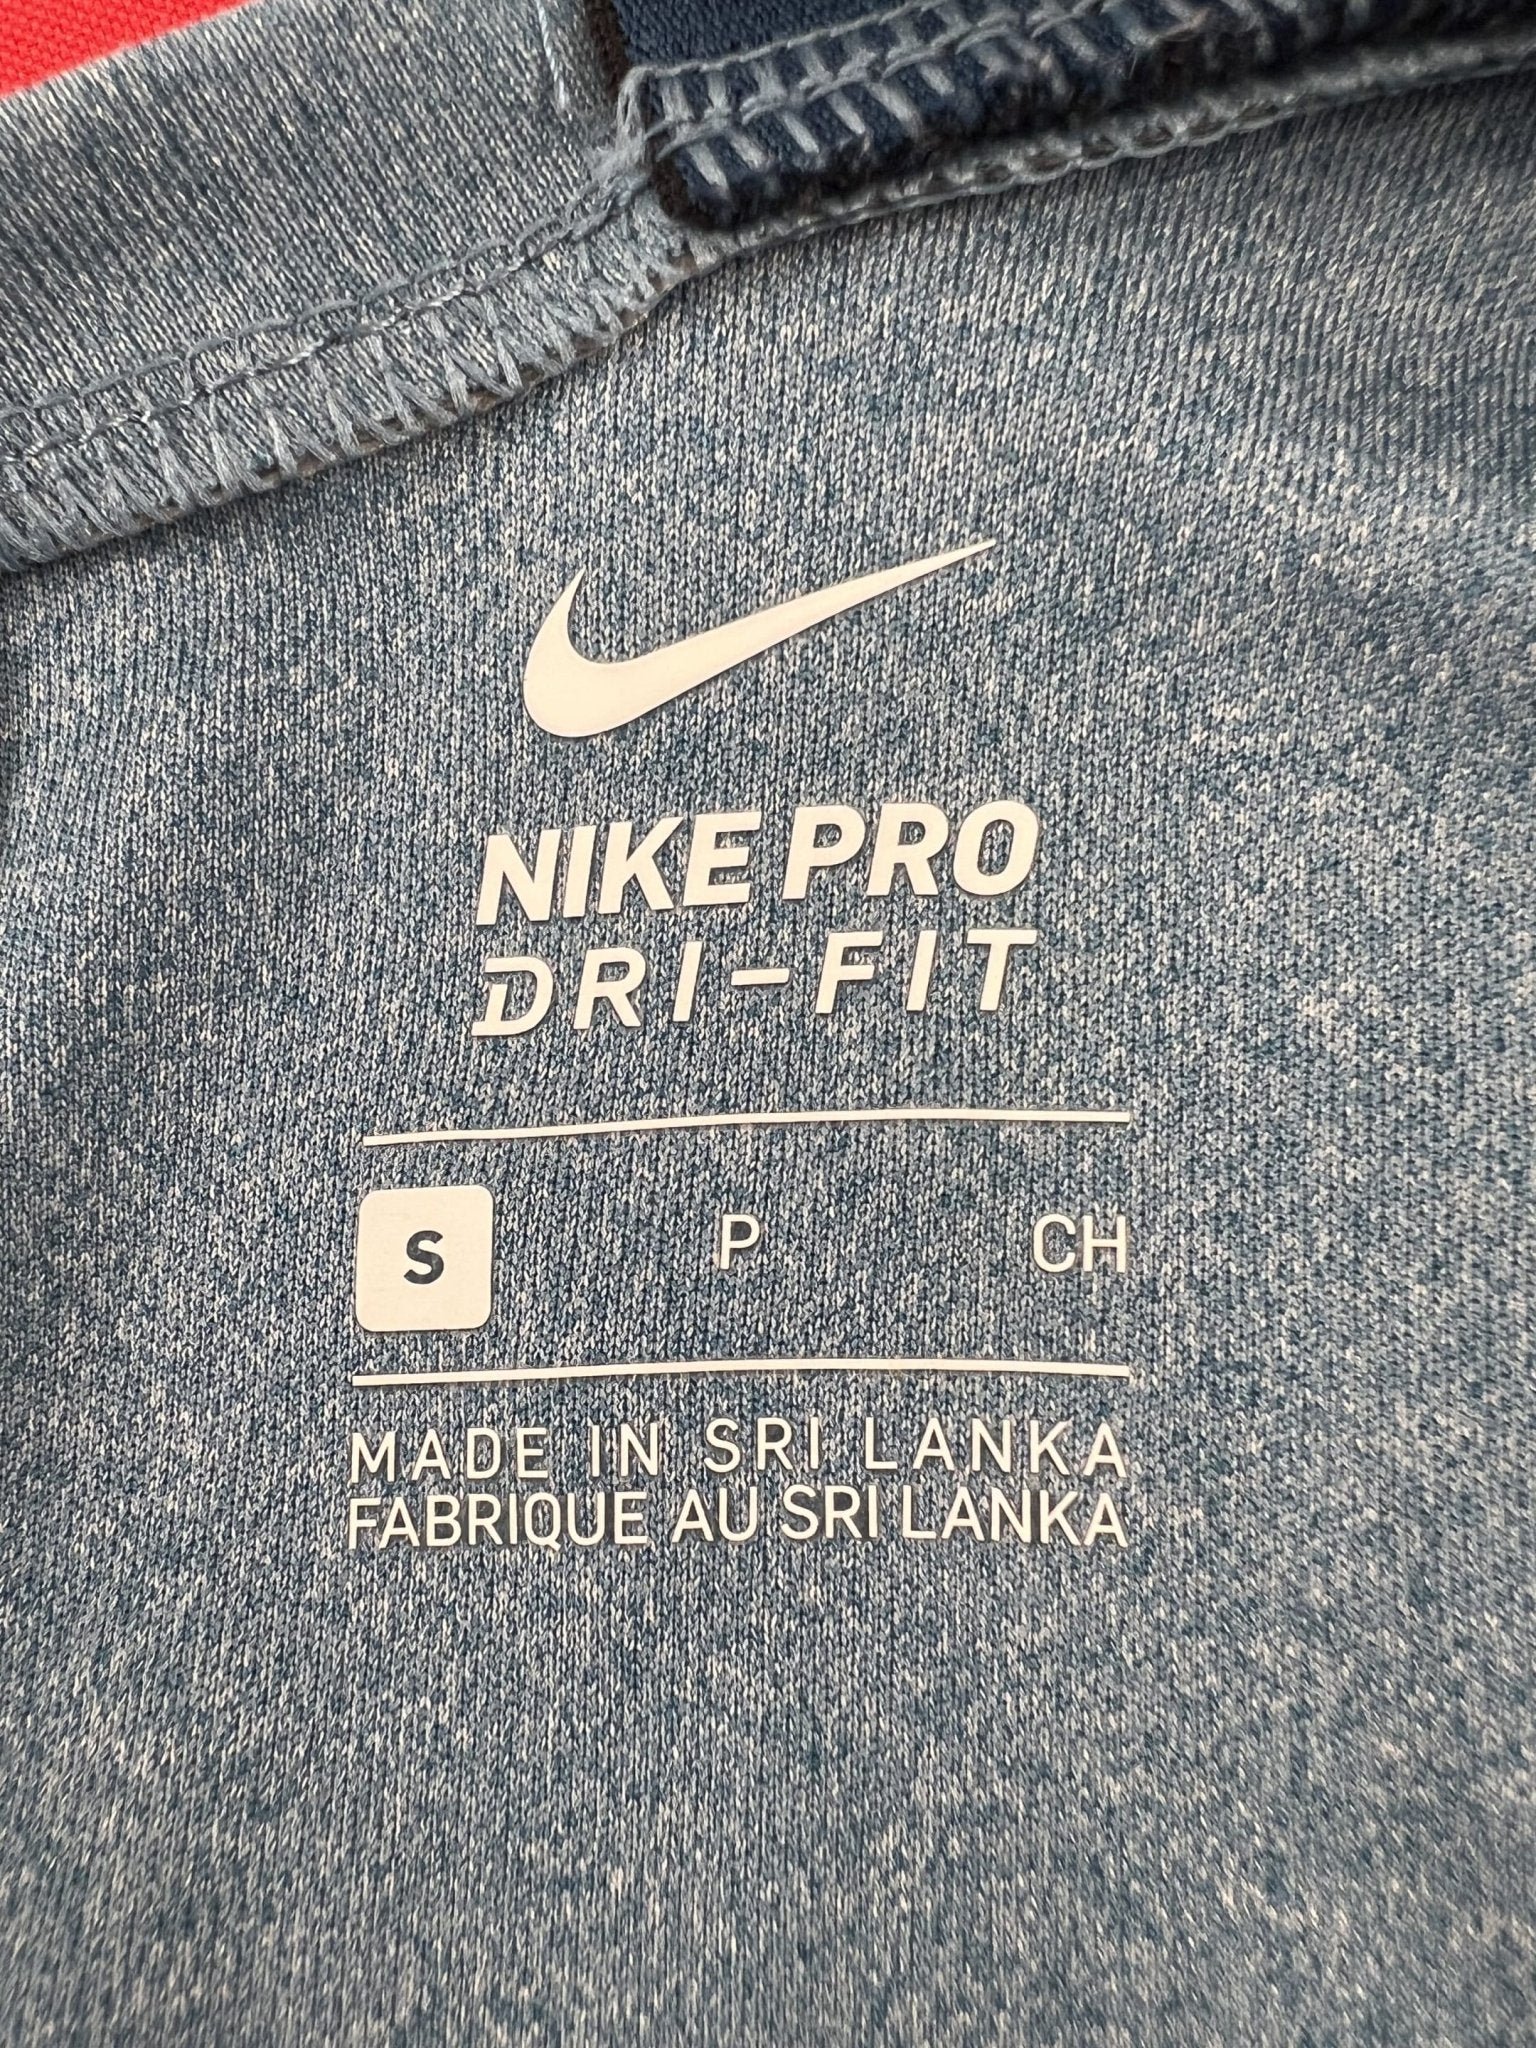 NIKE PRO
DRI-FIT
S P CH
MADE IN SRI LANKA
FABRIQUE AU SRI LANKA